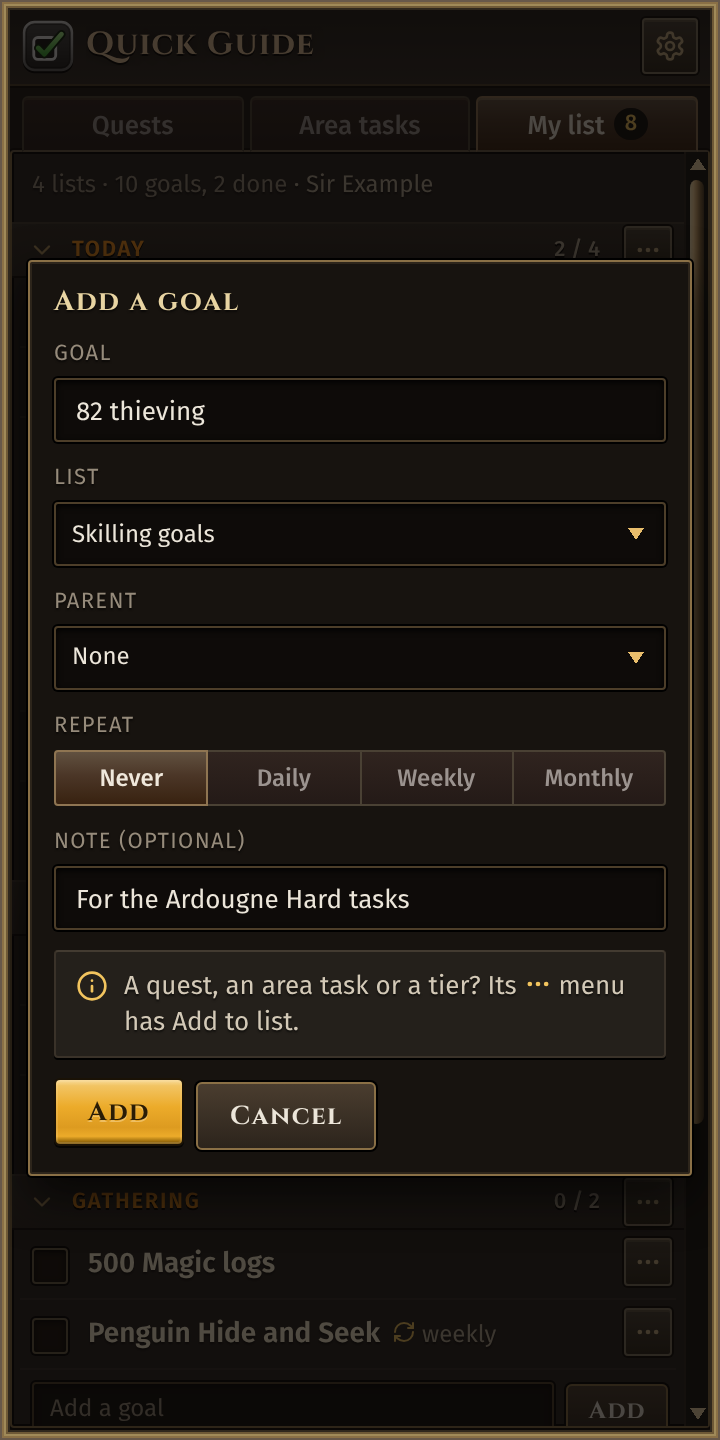 Quick Guide
Quests
Area tasks
My list 8
4 lists · 10 goals, 2 done · Sir Example
TODAY 2 / 4
Add a goal
GOAL
82 thieving
LIST
Skilling goals
PARENT
None
REPEAT
Never Daily Weekly Monthly
NOTE (OPTIONAL)
For the Ardougne Hard tasks
A quest, an area task or a tier? Its ··· menu
has Add to list.
Add Cancel
GATHERING 0 / 2
500 Magic logs
Penguin Hide and Seek weekly
Add a goal ADD